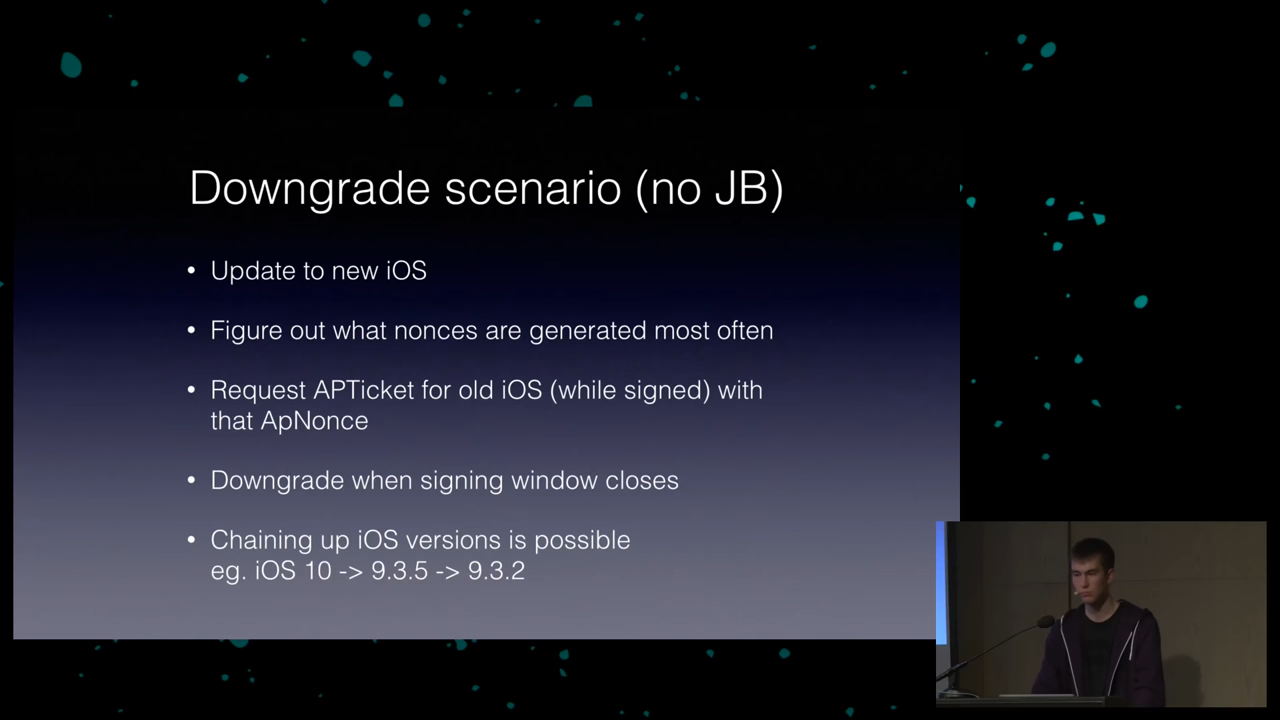 Downgrade scenario (no JB)
• Update to new iOS
• Figure out what nonces are generated most often
• Request APTicket for old iOS (while signed) with
that ApNonce
• Downgrade when signing window closes
• Chaining up iOS versions is possible
eg. iOS 10 -> 9.3.5 -> 9.3.2